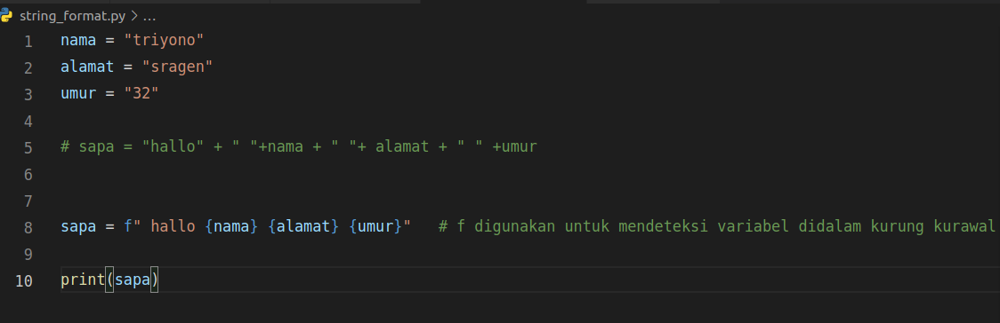 string_format.py > ...
1 nama = "triyono"
2 alamat = "sragen"
3 umur = "32"
4
5 # sapa = "hallo" + " "+nama + " "+ alamat + " " +umur
6
7
8 sapa = f" hallo {nama} {alamat} {umur}" # f digunakan untuk mendeteksi variabel didalam kurung kurawal
9
10 print(sapa)